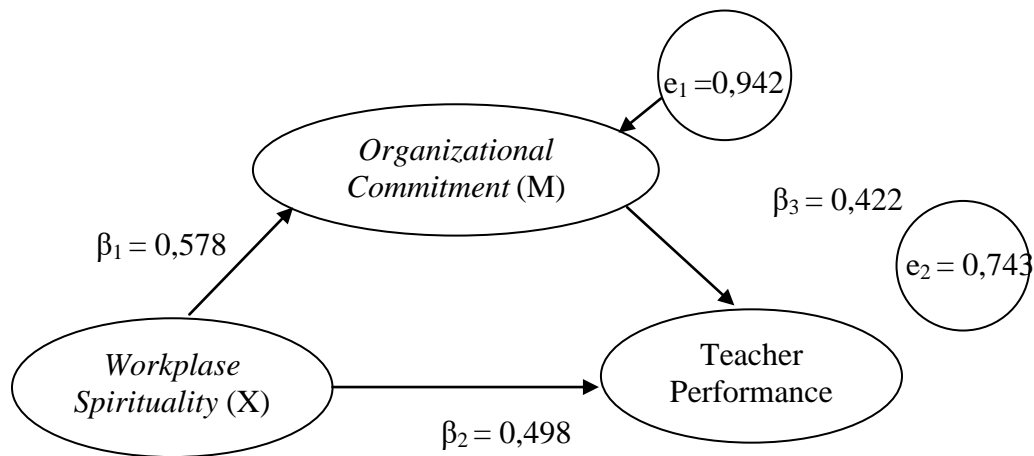 e₁ =0,942
Organizational
Commitment (M)
β₃ = 0,422
β₁ = 0,578
e₂ = 0,743
Workplase
Spirituality (X)
Teacher
Performance
β₂ = 0,498